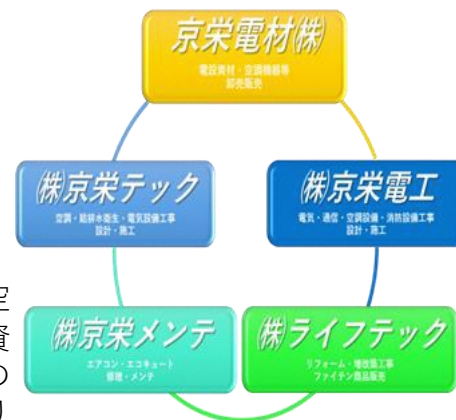 京栄電材㈱
電設資材・空調機器等
卸売販売
㈱京栄テック
空調・給排水衛生・電気設備工事
設計・施工
㈱京栄電工
電気・通信・空調設備・消防設備工事
設計・施工
㈱京栄メンテ
エアコン・エコキュート
修理・メンテ
㈱ライフテック
リフォーム・増改築工事
ファイテン商品販売
空
資
の
り